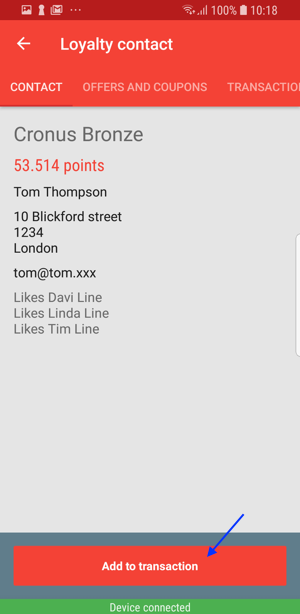 100% 10:18
Loyalty contact
CONTACT OFFERS AND COUPONS TRANSACTIO
Cronus Bronze
53.514 points
Tom Thompson
10 Blickford street
1234
London
tom@tom.xxx
Likes Davi Line
Likes Linda Line
Likes Tim Line
Add to transaction
Device connected